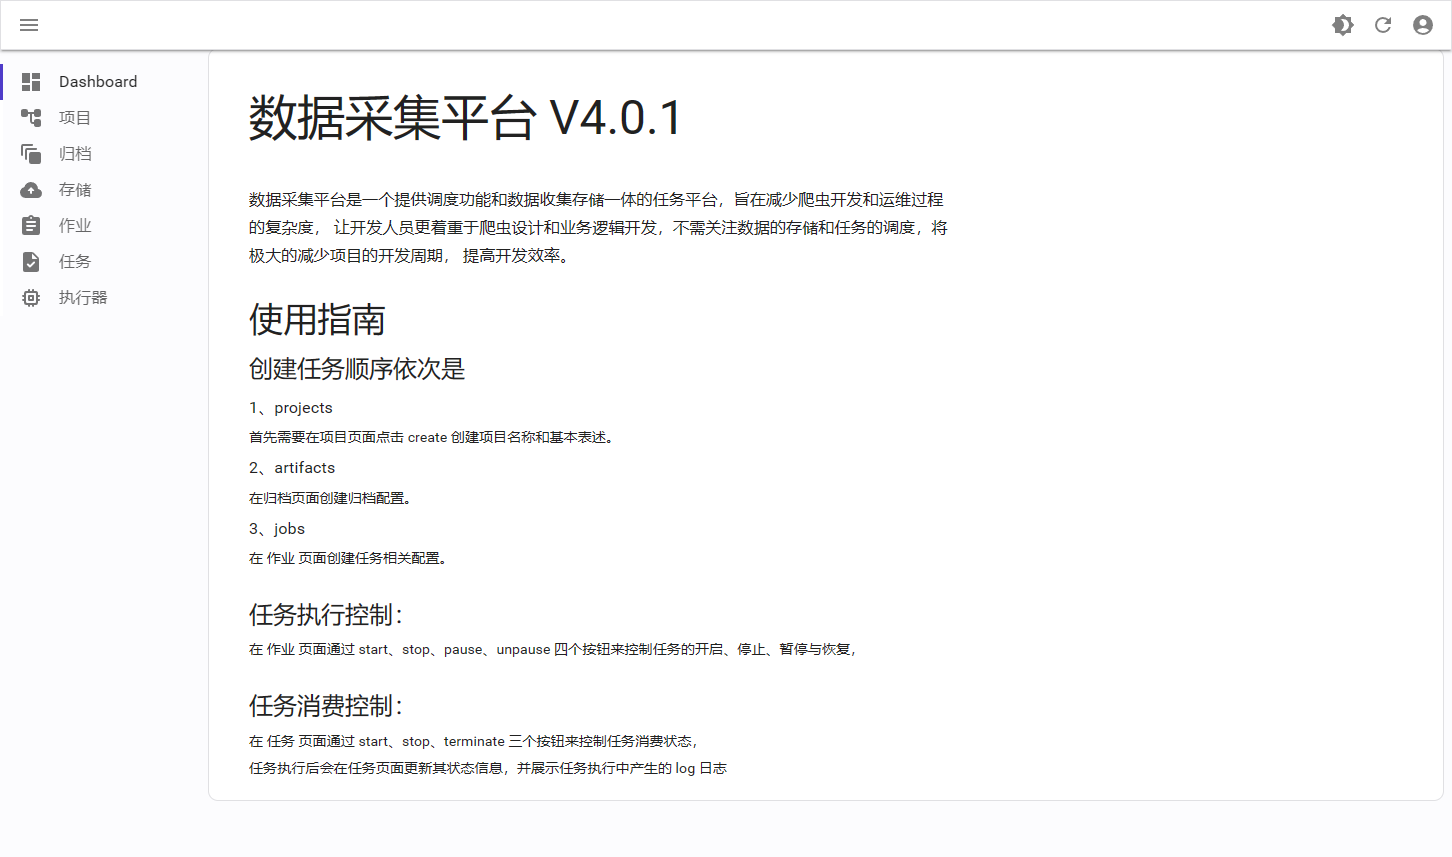 Dashboard
项目
归档
存储
作业
任务
执行器
数据采集平台 V4.0.1
数据采集平台是一个提供调度功能和数据收集存储一体的任务平台，旨在减少爬虫开发和运维过程
的复杂度， 让开发人员更着重于爬虫设计和业务逻辑开发，不需关注数据的存储和任务的调度，将
极大的减少项目的开发周期， 提高开发效率。
使用指南
创建任务顺序依次是
1、projects
首先需要在项目页面点击 create 创建项目名称和基本表述。
2、artifacts
在归档页面创建归档配置。
3、jobs
在 作业 页面创建任务相关配置。
任务执行控制：
在 作业 页面通过 start、stop、pause、unpause 四个按钮来控制任务的开启、停止、暂停与恢复，
任务消费控制：
在 任务 页面通过 start、stop、terminate 三个按钮来控制任务消费状态，
任务执行后会在任务页面更新其状态信息，并展示任务执行中产生的 log 日志